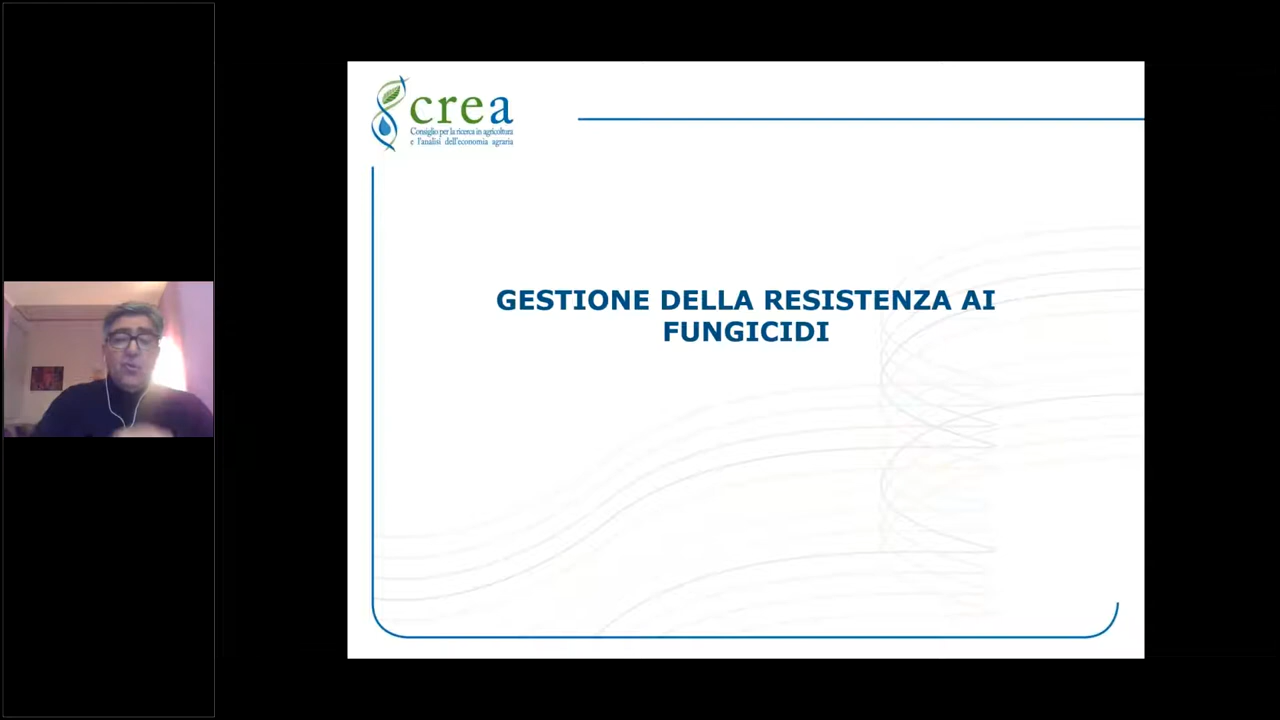 crea
Consiglio per la ricerca in agricoltura
e l'analisi dell'economia agraria
GESTIONE DELLA RESISTENZA AI
FUNGICIDI